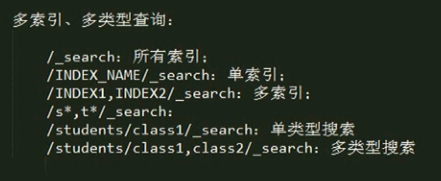 多索引、多类型查询：
/_search：所有索引；
/INDEX_NAME/_search：单索引；
/INDEX1,INDEX2/_search：多索引；
/s*,t*/_search：
/students/class1/_search：单类型搜索
/students/class1,class2/_search：多类型搜索